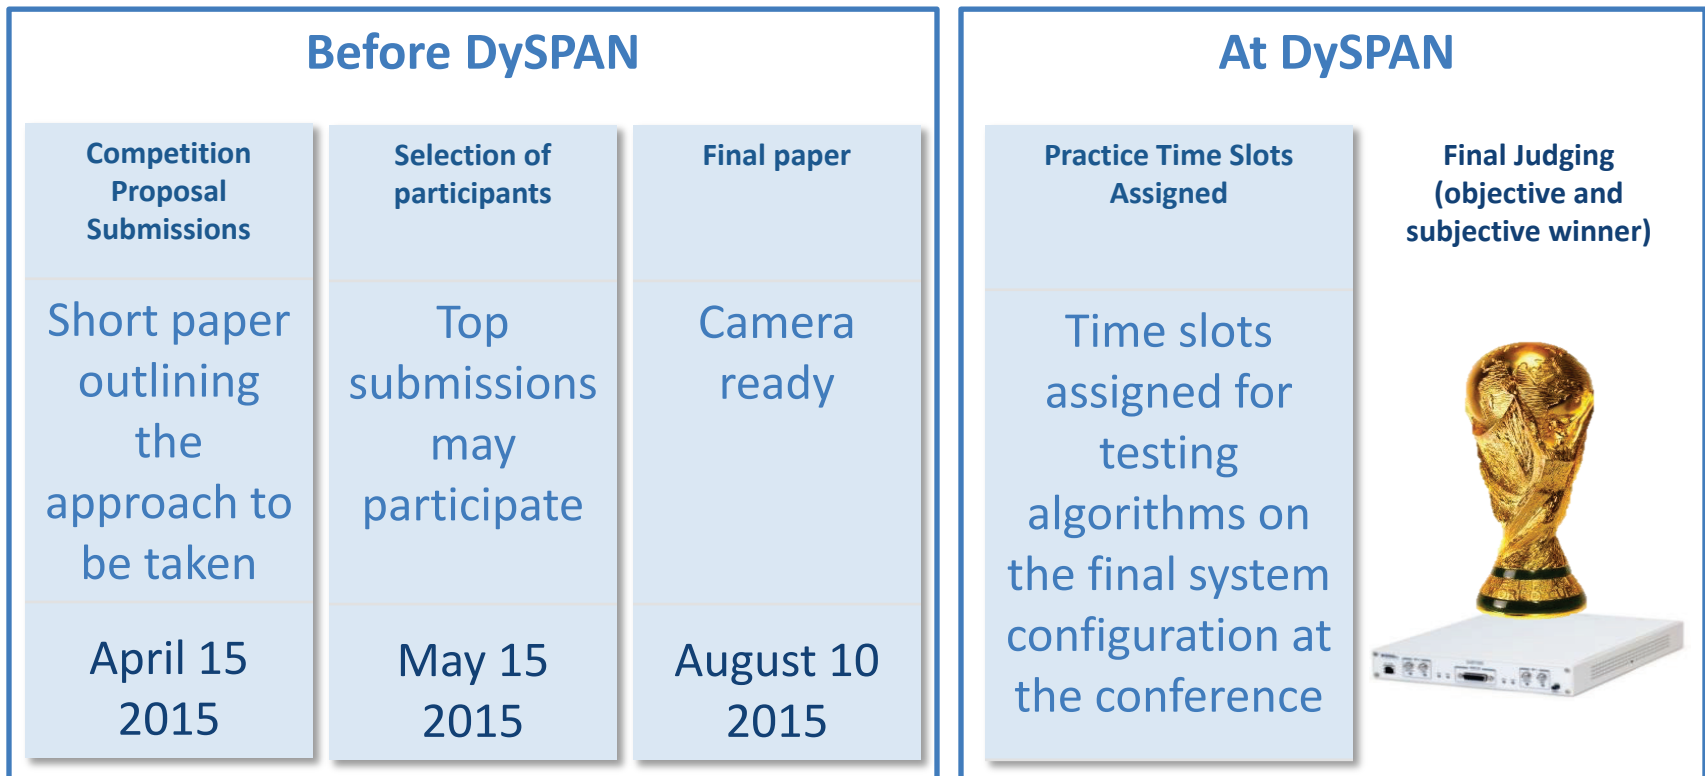 Before DySPAN
Competition
Proposal
Submissions
Short paper
outlining
the
approach to
be taken
April 15
2015
Selection of
participants
Top
submissions
may
participate
May 15
2015
Final paper
Camera
ready
August 10
2015
At DySPAN
Practice Time Slots
Assigned
Time slots
assigned for
testing
algorithms on
the final system
configuration at
the conference
Final Judging
(objective and
subjective winner)